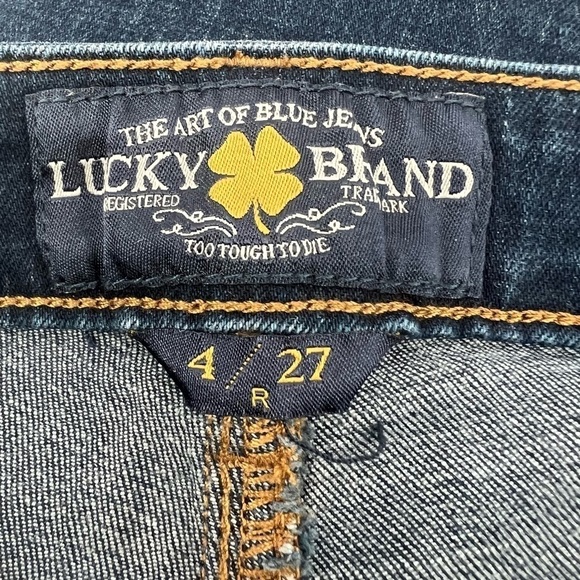 THE ART OF BLUE JEANS
LUCKY BRAND
REGISTERED TRADEMARK
TOO TOUGH TO DIE
4 / 27
R